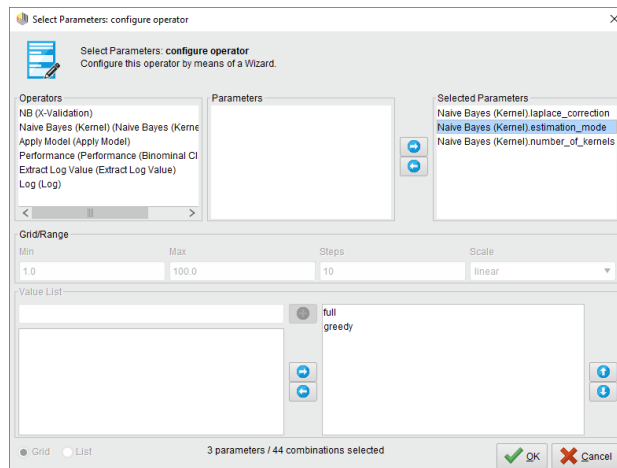 Select Parameters: configure operator
Select Parameters: configure operator
Configure this operator by means of a Wizard.
Operators
Parameters
Selected Parameters
NB (X-Validation)
Naive Bayes (Kernel) (Naive Bayes (Kerne
Apply Model (Apply Model)
Performance (Performance (Binominal Cl
Extract Log Value (Extract Log Value)
Log (Log)
Naive Bayes (Kernel).laplace_correction
Naive Bayes (Kernel).estimation_mode
Naive Bayes (Kernel).number_of_kernels
Grid/Range
Min Max Steps Scale
1.0 100.0 10 linear
Value List
full
greedy
Grid List
3 parameters / 44 combinations selected
OK Cancel